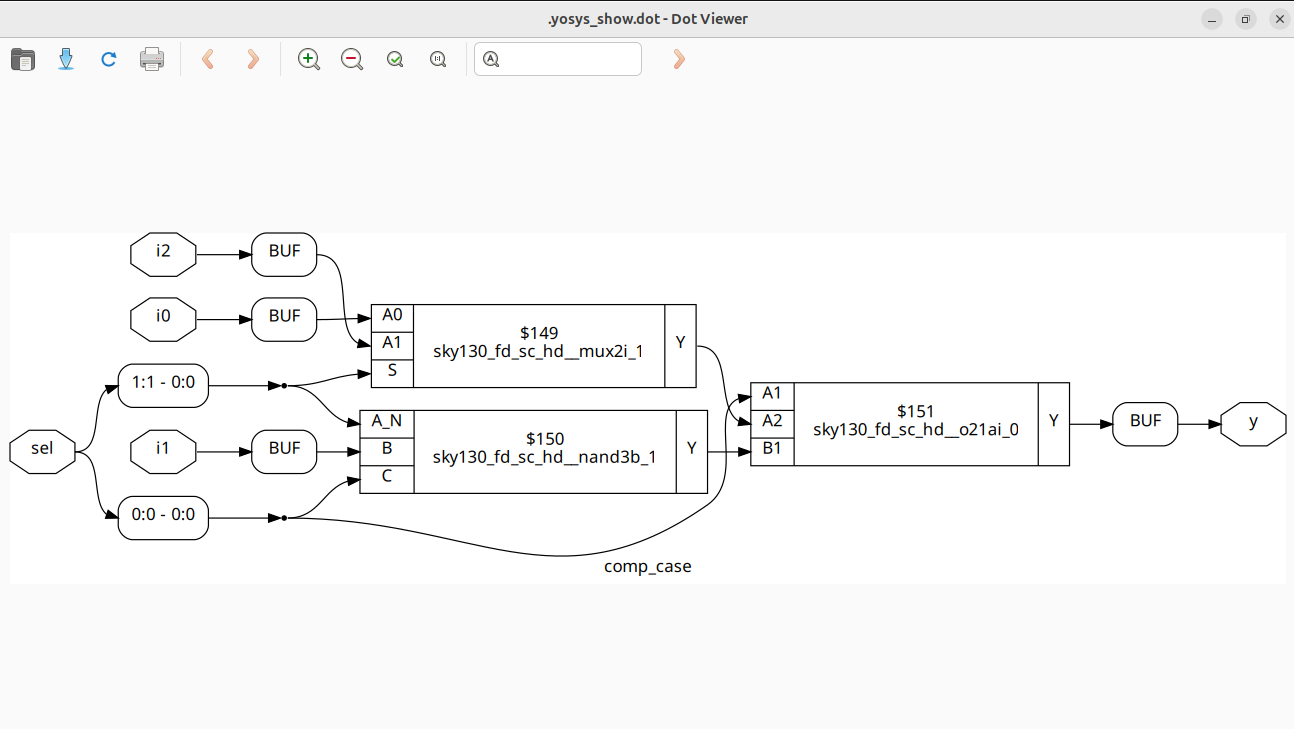 .yosys_show.dot - Dot Viewer
i2
BUF
i0
BUF
A0
A1
S
$149
sky130_fd_sc_hd__mux2i_1
Y
1:1 - 0:0
sel
i1
BUF
A_N
B
C
$150
sky130_fd_sc_hd__nand3b_1
Y
0:0 - 0:0
A1
A2
B1
$151
sky130_fd_sc_hd__o21ai_0
Y
BUF
y
comp_case